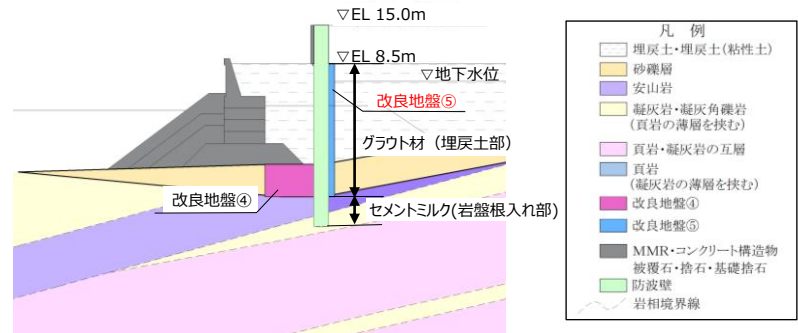 ▽EL 15.0m
▽EL 8.5m
▽地下水位
改良地盤⑤
グラウト材（埋戻土部）
改良地盤④
セメントミルク(岩盤根入れ部)
凡　例
埋戻土・埋戻土(粘性土)
砂礫層
安山岩
凝灰岩・凝灰角礫岩
(頁岩の薄層を挟む)
頁岩・凝灰岩の互層
頁岩
(凝灰岩の薄層を挟む)
改良地盤④
改良地盤⑤
MMR・コンクリート構造物
被覆石・捨石・基礎捨石
防波壁
岩相境界線